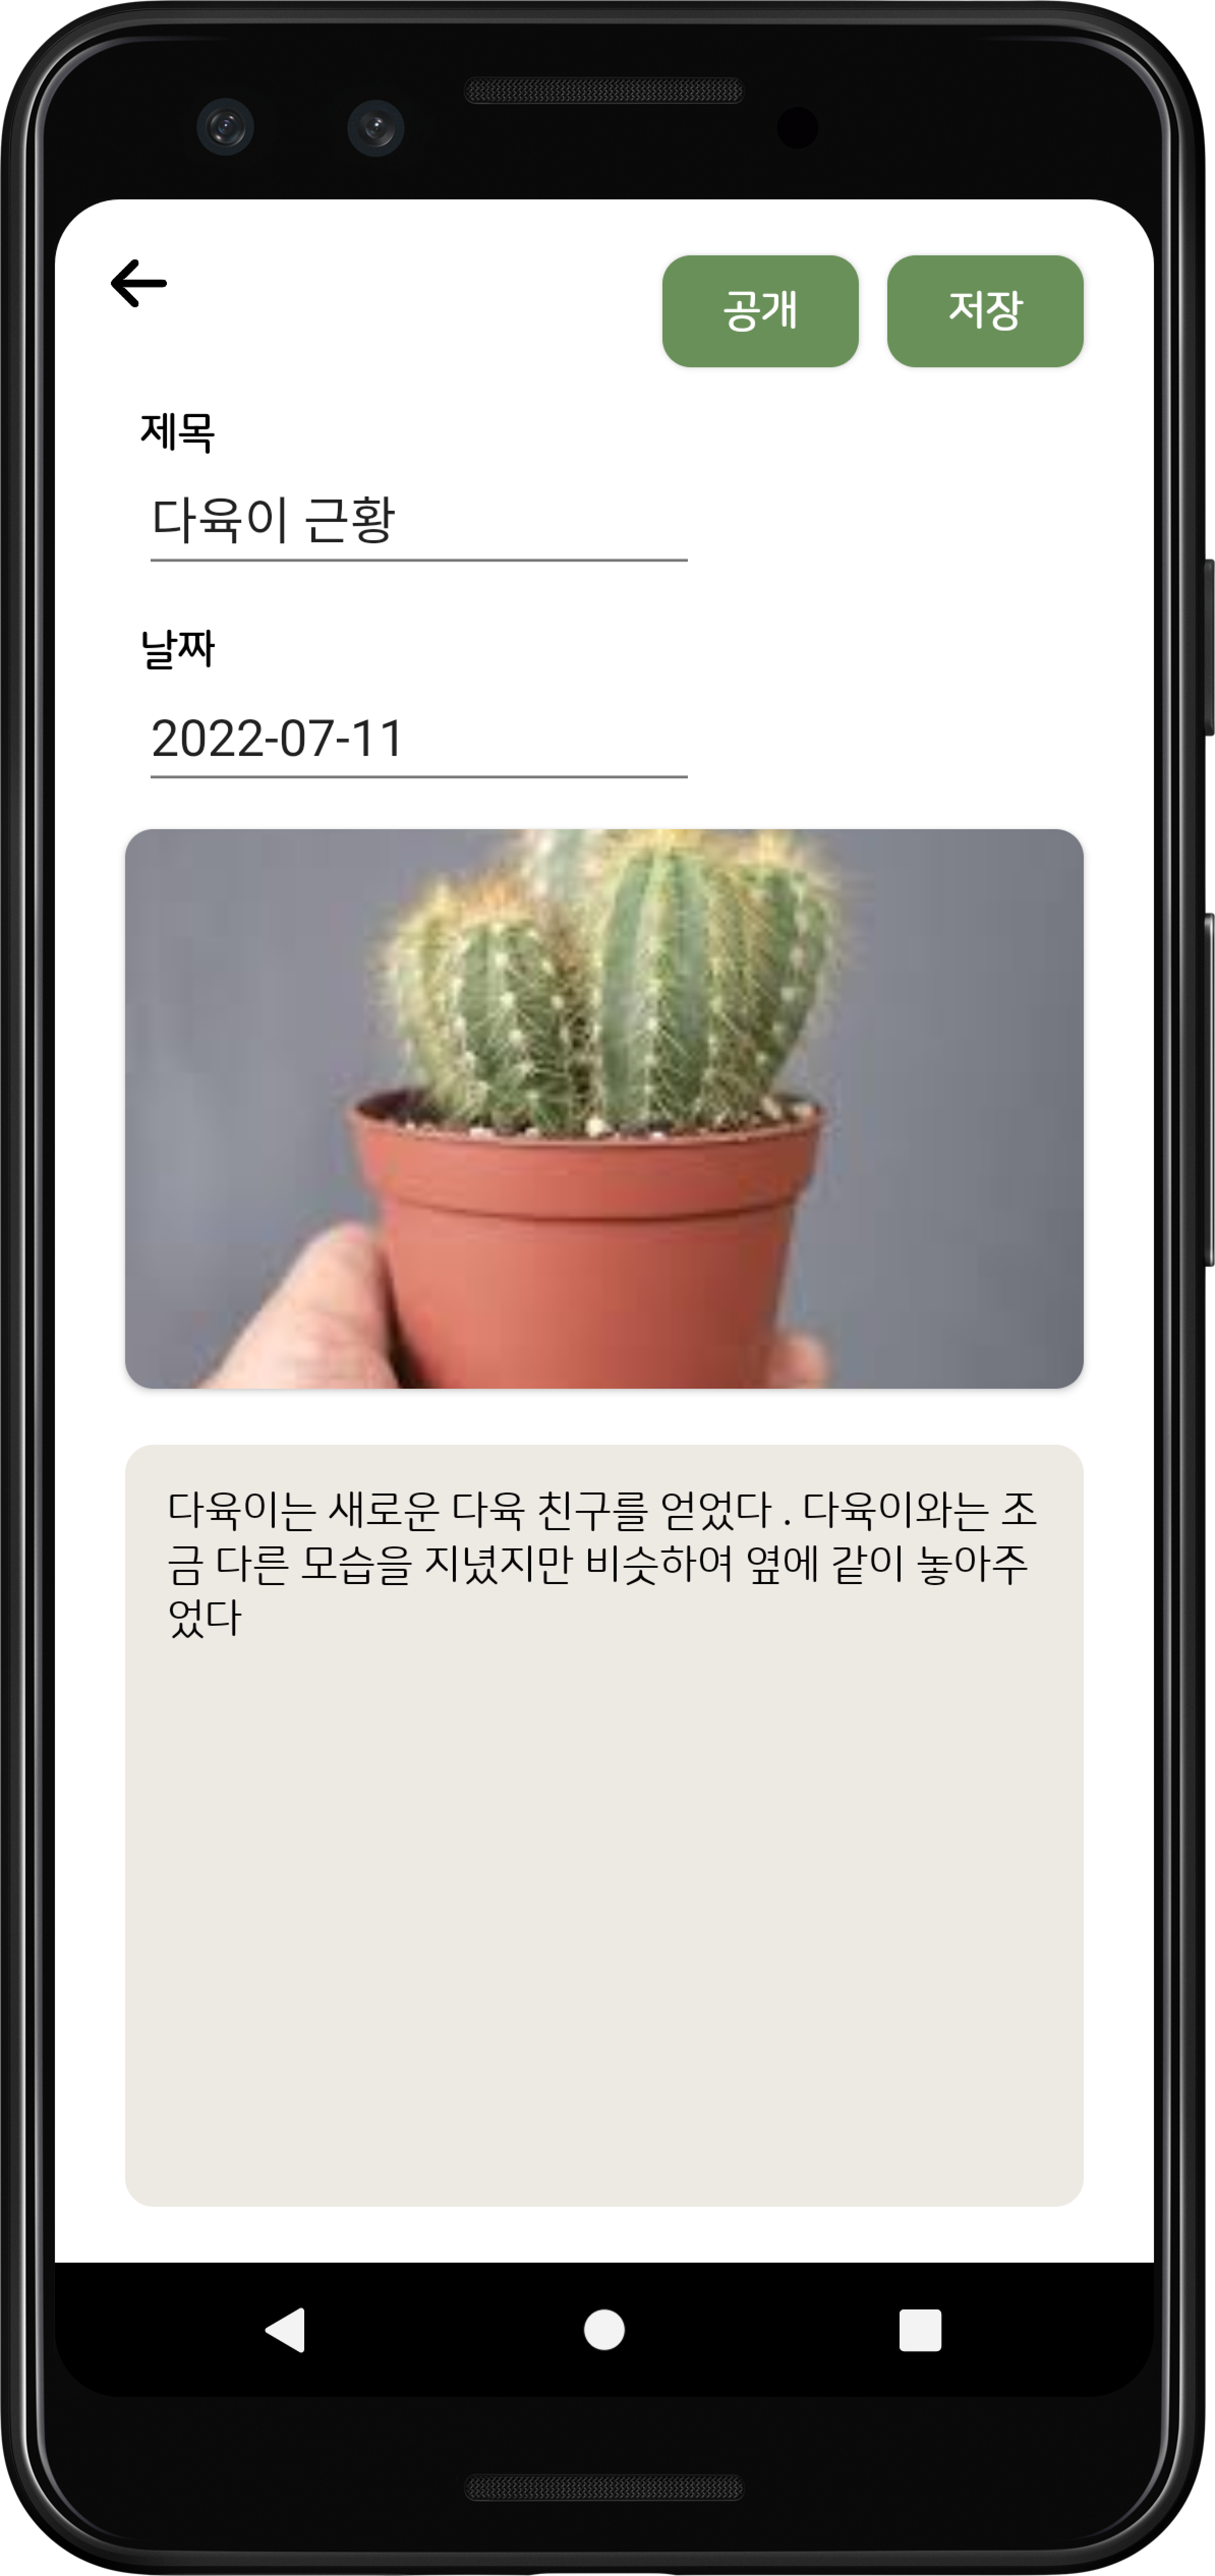 공개 저장
제목
다육이 근황
날짜
2022-07-11
다육이는 새로운 다육 친구를 얻었다 . 다육이와는 조
금 다른 모습을 지녔지만 비슷하여 옆에 같이 놓아주
었다